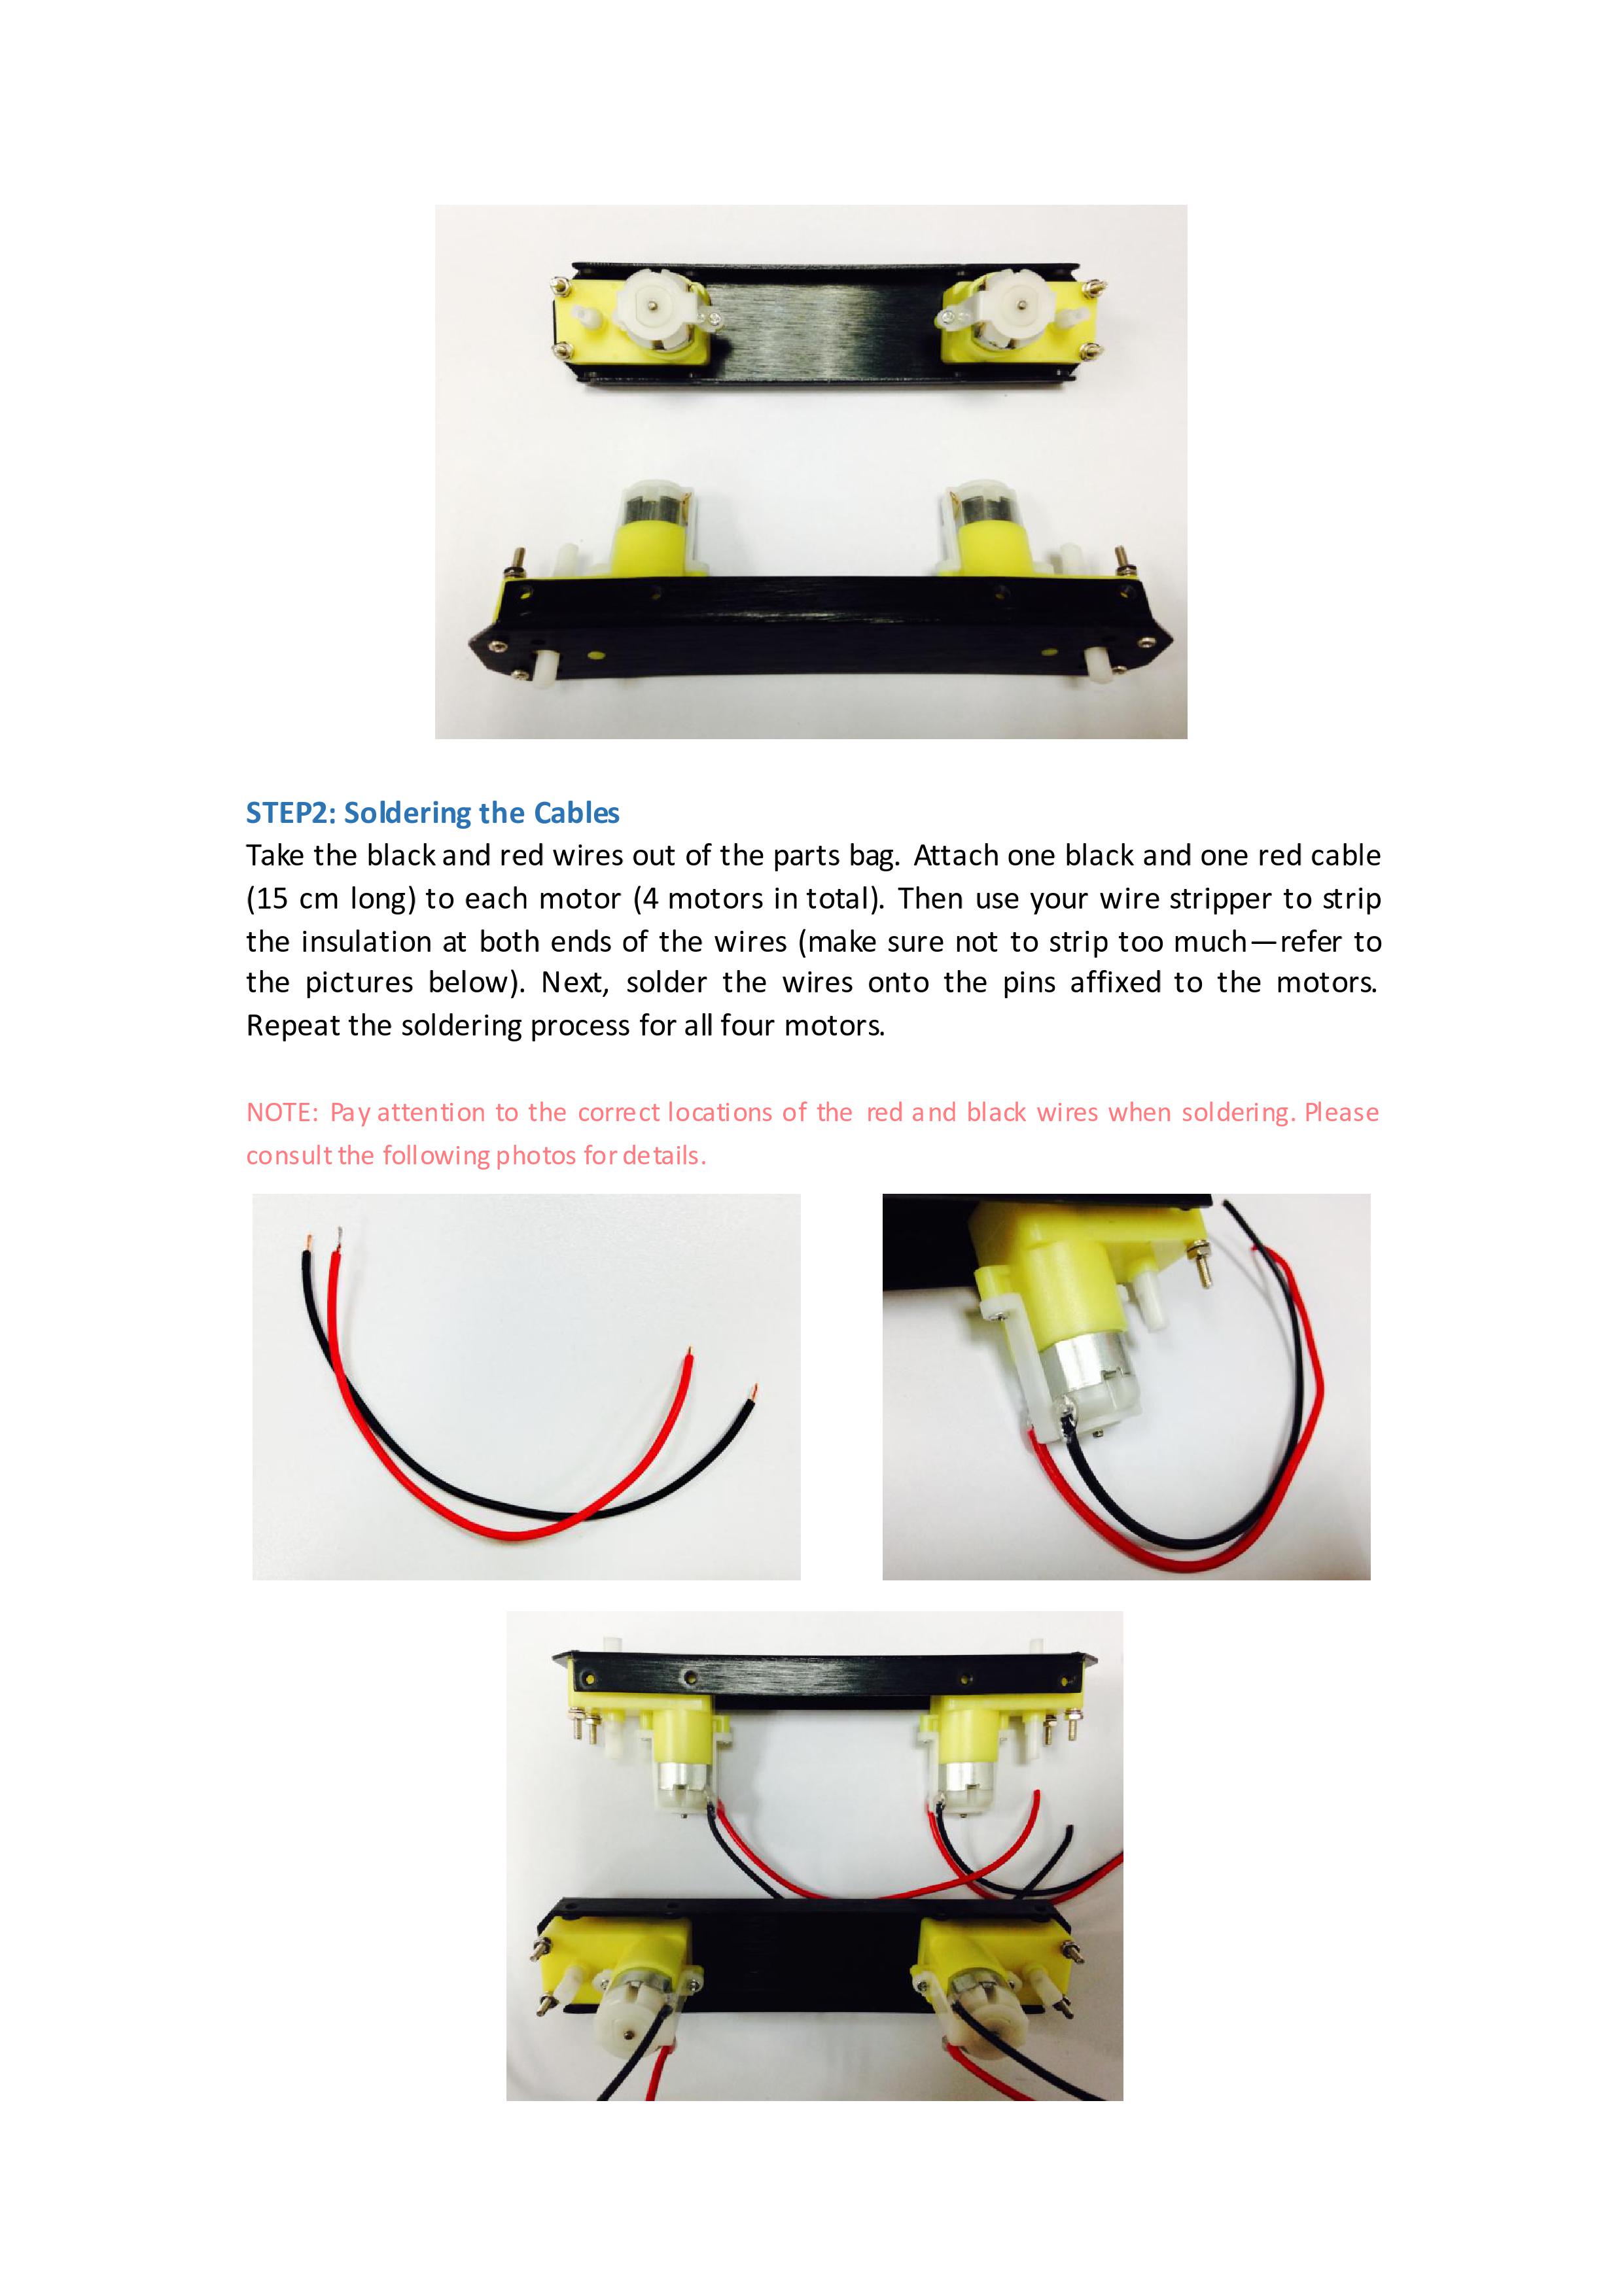 STEP2: Soldering the Cables
Take the black and red wires out of the parts bag. Attach one black and one red cable
(15 cm long) to each motor (4 motors in total). Then use your wire stripper to strip
the insulation at both ends of the wires (make sure not to strip too much—refer to
the pictures below). Next, solder the wires onto the pins affixed to the motors.
Repeat the soldering process for all four motors.
NOTE: Pay attention to the correct locations of the red and black wires when soldering. Please
consult the following photos for details.